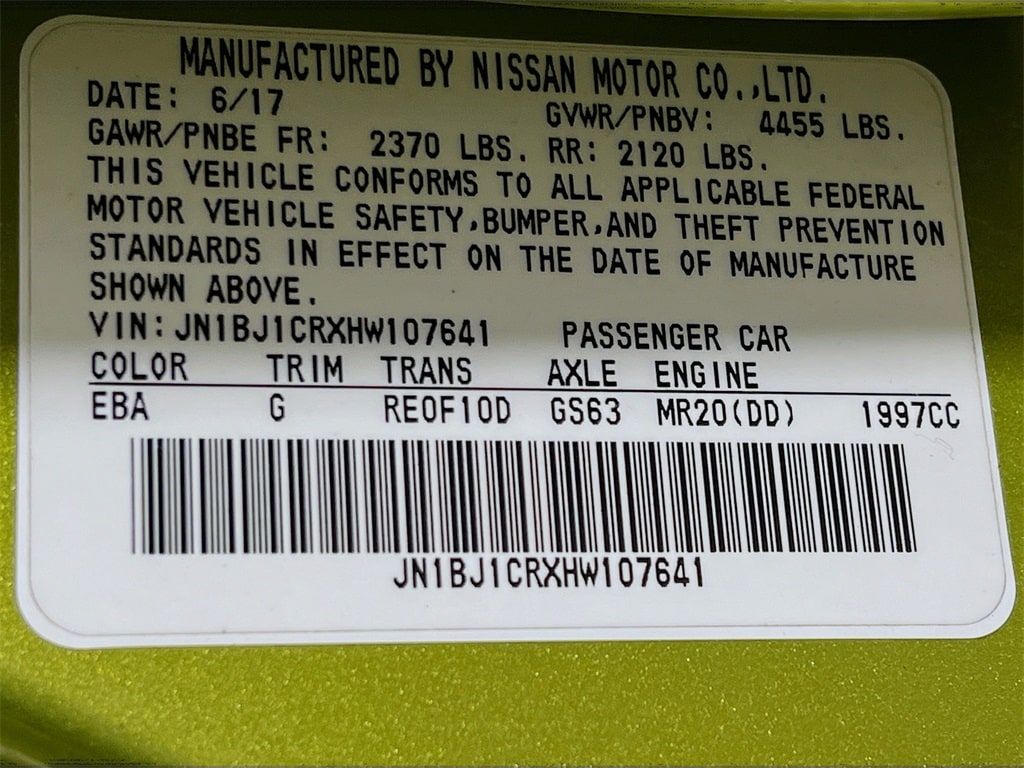 MANUFACTURED BY NISSAN MOTOR CO.,LTD.
DATE: 6/17 GVWR/PNBV: 4455 LBS.
GAWR/PNBE FR: 2370 LBS. RR: 2120 LBS.
THIS VEHICLE CONFORMS TO ALL APPLICABLE FEDERAL
MOTOR VEHICLE SAFETY,BUMPER,AND THEFT PREVENTION
STANDARDS IN EFFECT ON THE DATE OF MANUFACTURE
SHOWN ABOVE.
VIN: JN1BJ1CRXHW107641 PASSENGER CAR
COLOR TRIM TRANS AXLE ENGINE
EBA G RE0F10D GS63 MR20(DD) 1997CC
JN1BJ1CRXHW107641